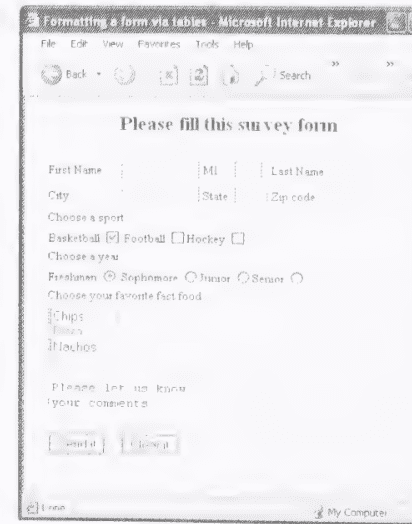 Formatting a form via tables - Microsoft Internet Explorer
File Edit View Favorites Tools Help
Back Search » »
Please fill this survey form
First Name MI Last Name
City State Zip code
Choose a sport
Basketball Football Hockey
Choose a year
Freshman Sophomore Junior Senior
Choose your favorite fast food
Chips
Nachos
Please let us know
your comments
My Computer